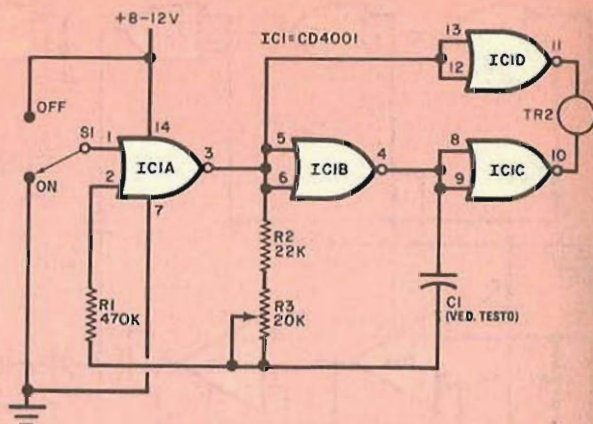 +8-12V
IC1=CD4001
OFF
S1
ON
1
2
14
7
IC1A
3
5
6
IC1B
4
13
12
IC1D
11
TR2
8
9
IC1C
10
R1
470K
R2
22K
R3
20K
C1
(VED. TESTO)